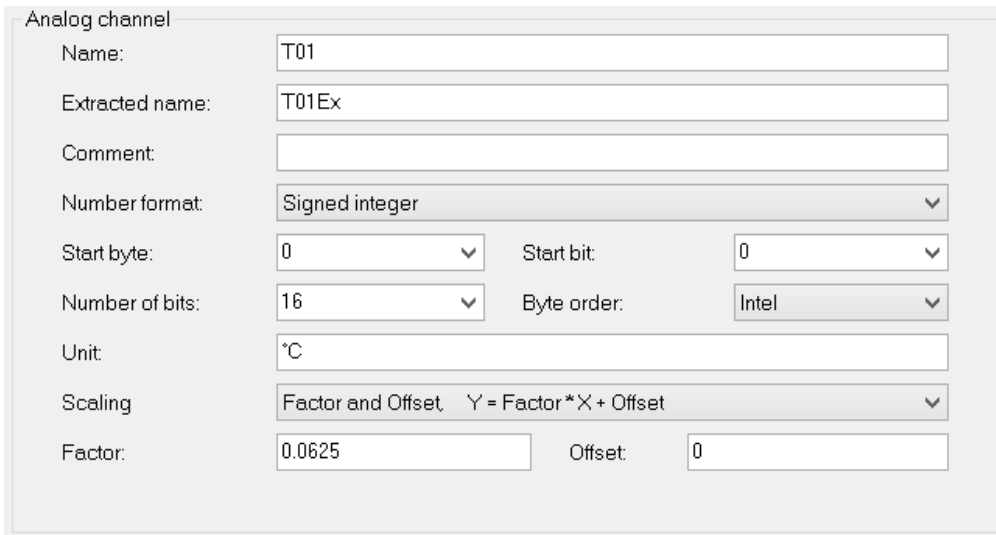 Analog channel
Name: T01
Extracted name: T01Ex
Comment:
Number format: Signed integer
Start byte: 0 Start bit: 0
Number of bits: 16 Byte order: Intel
Unit: °C
Scaling Factor and Offset, Y = Factor * X + Offset
Factor: 0.0625 Offset: 0